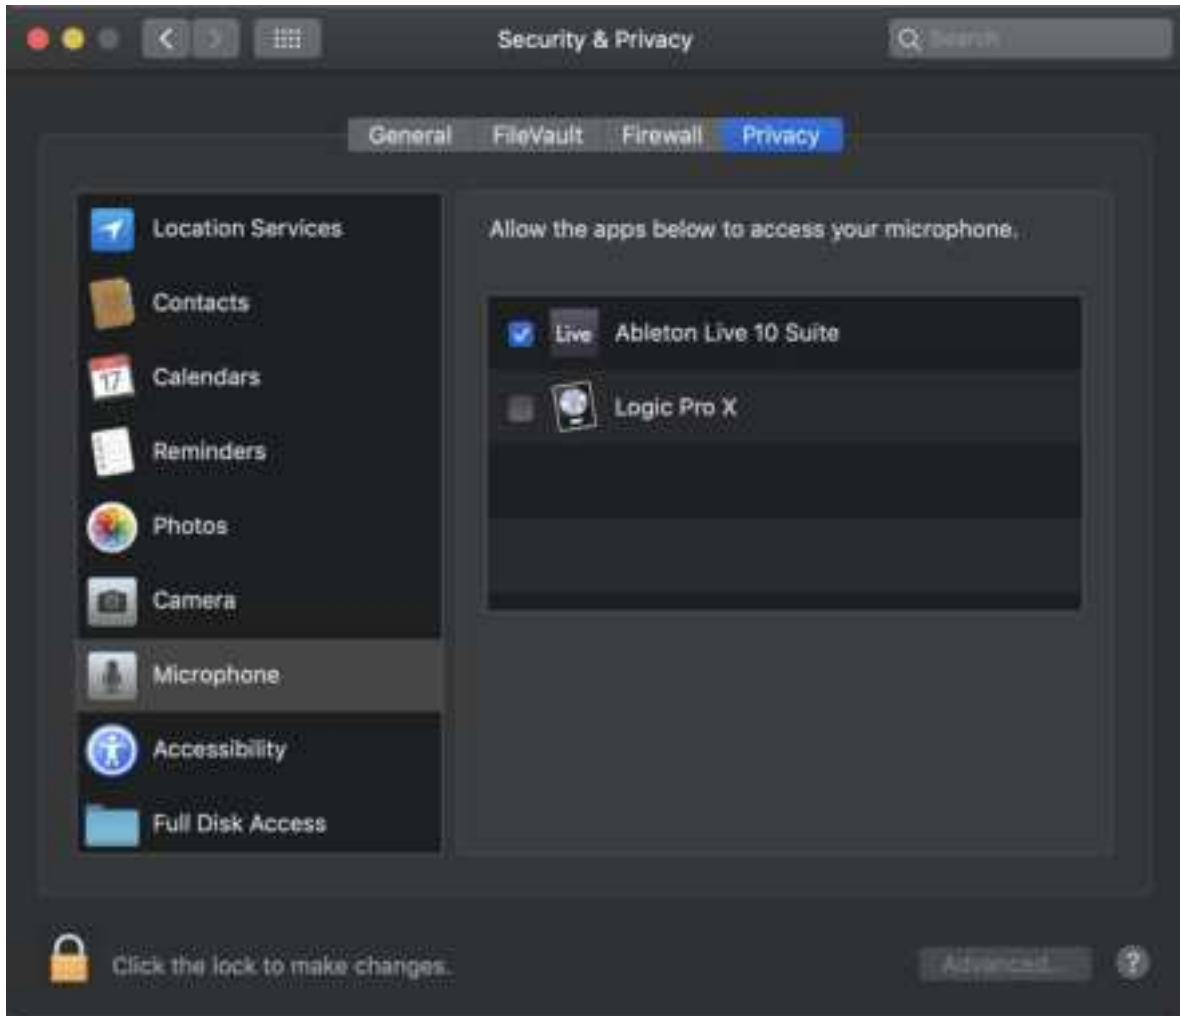 Security & Privacy
Search
General FileVault Firewall Privacy
Location Services
Contacts
17
Calendars
Reminders
Photos
Camera
Microphone
Accessibility
Full Disk Access
Allow the apps below to access your microphone.
Live Ableton Live 10 Suite
Logic Pro X
Click the lock to make changes.
Advanced...
?